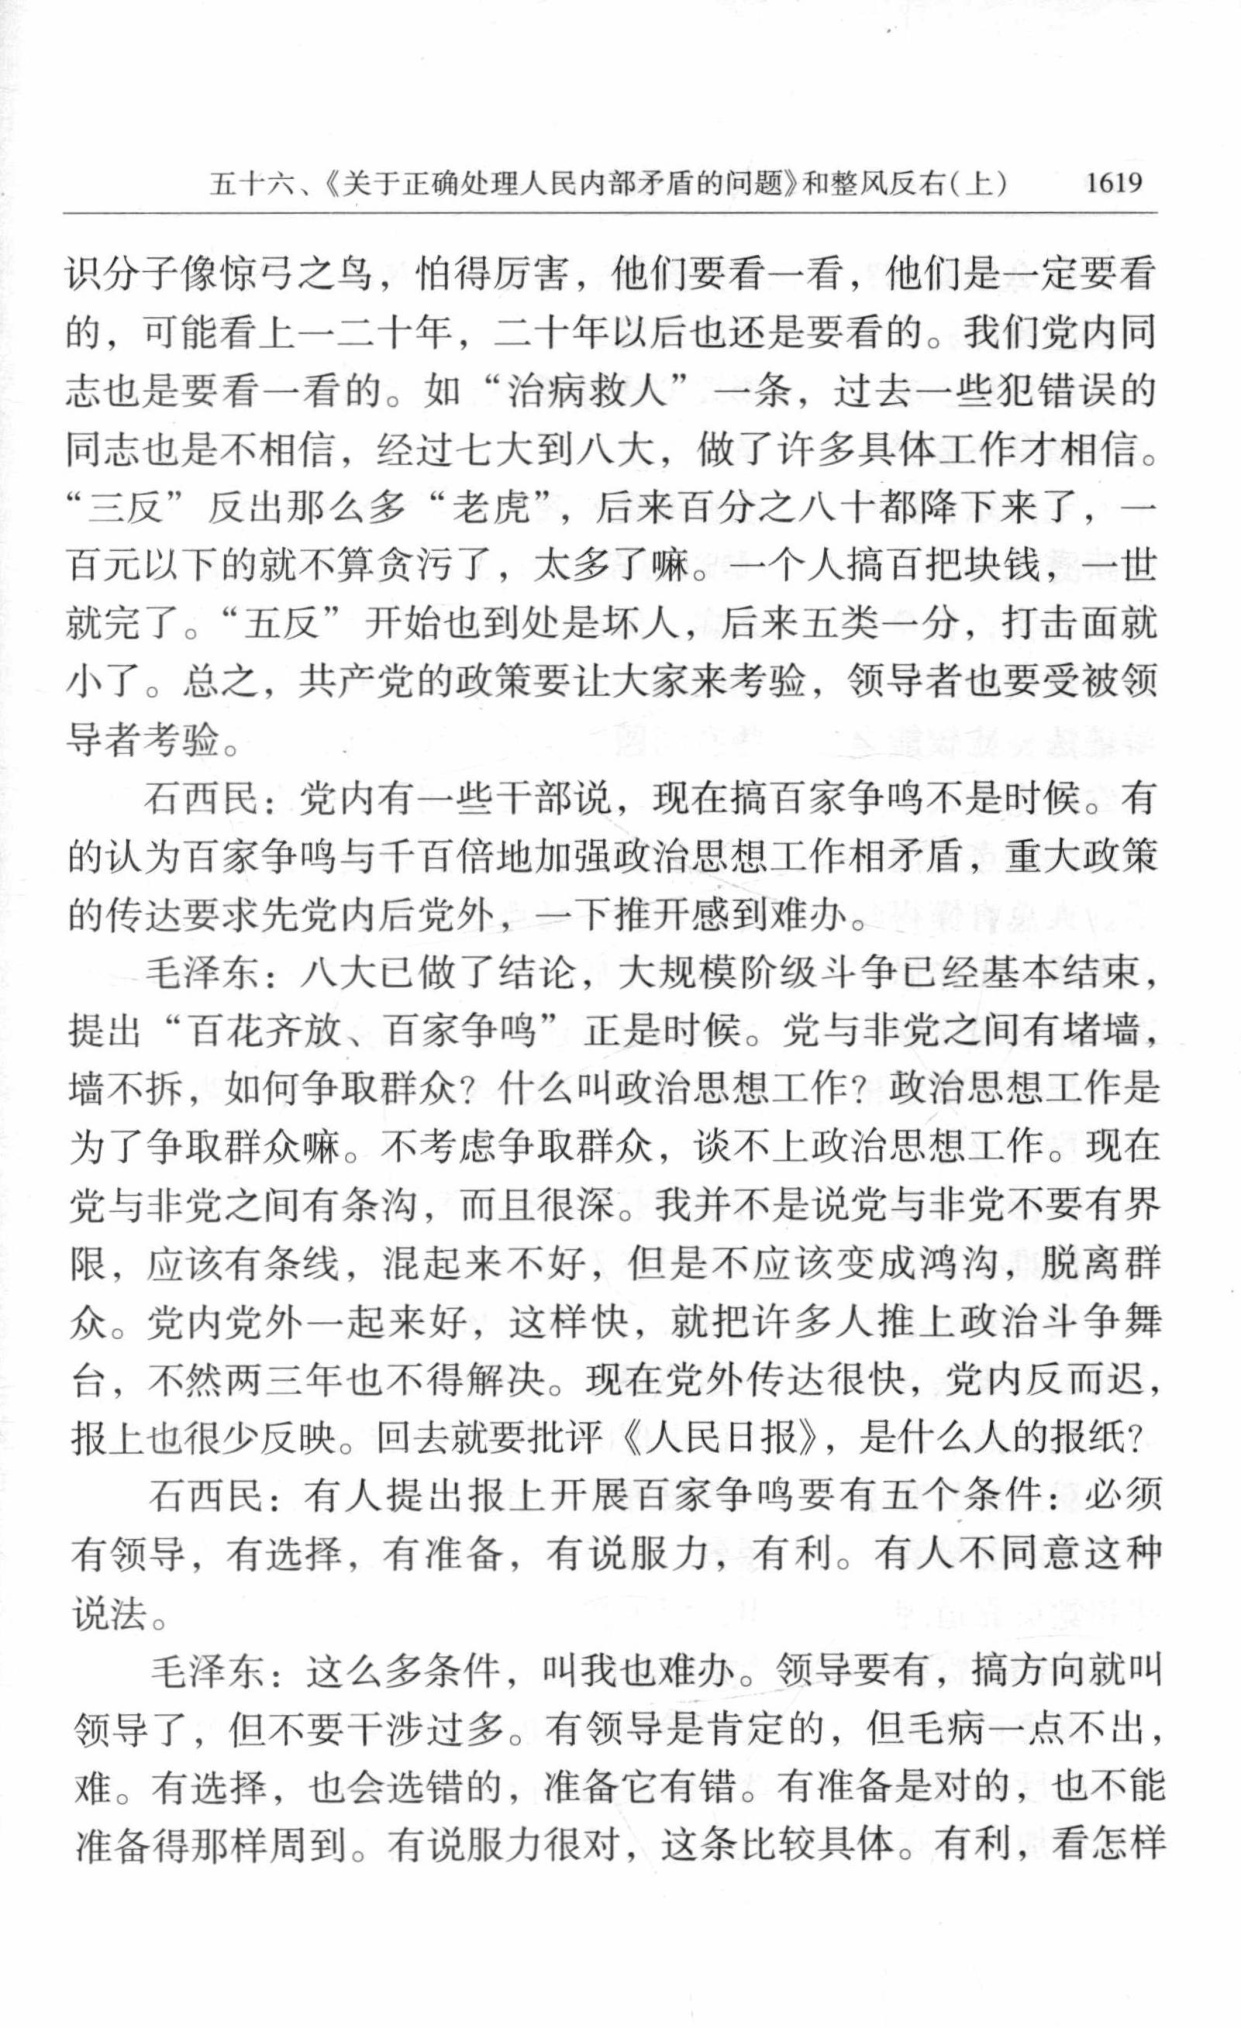 五十六、《关于正确处理人民内部矛盾的问题》和整风反右(上) 1619
识分子像惊弓之鸟，怕得厉害，他们要看一看，他们是一定要看
的，可能看上一二十年，二十年以后也还是要看的。我们党内同
志也是要看一看的。如“治病救人”一条，过去一些犯错误的
同志也是不相信，经过七大到八大，做了许多具体工作才相信。
“三反”反出那么多“老虎”，后来百分之八十都降下来了，一
百元以下的就不算贪污了，太多了嘛。一个人搞百把块钱，一世
就完了。“五反”开始也到处是坏人，后来五类一分，打击面就
小了。总之，共产党的政策要让大家来考验，领导者也要受被领
导者考验。
石西民：党内有一些干部说，现在搞百家争鸣不是时候。有
的认为百家争鸣与千百倍地加强政治思想工作相矛盾，重大政策
的传达要求先党内后党外，一下推开感到难办。
毛泽东：八大已做了结论，大规模阶级斗争已经基本结束，
提出“百花齐放、百家争鸣”正是时候。党与非党之间有堵墙，
墙不拆，如何争取群众？什么叫政治思想工作？政治思想工作是
为了争取群众嘛。不考虑争取群众，谈不上政治思想工作。现在
党与非党之间有条沟，而且很深。我并不是说党与非党不要有界
限，应该有条线，混起来不好，但是不应该变成鸿沟，脱离群
众。党内党外一起来好，这样快，就把许多人推上政治斗争舞
台，不然两三年也不得解决。现在党外传达很快，党内反而迟，
报上也很少反映。回去就要批评《人民日报》，是什么人的报纸？
石西民：有人提出报上开展百家争鸣要有五个条件：必须
有领导，有选择，有准备，有说服力，有利。有人不同意这种
说法。
毛泽东：这么多条件，叫我也难办。领导要有，搞方向就叫
领导了，但不要干涉过多。有领导是肯定的，但毛病一点不出，
难。有选择，也会选错的，准备它有错。有准备是对的，也不能
准备得那样周到。有说服力很对，这条比较具体。有利，看怎样